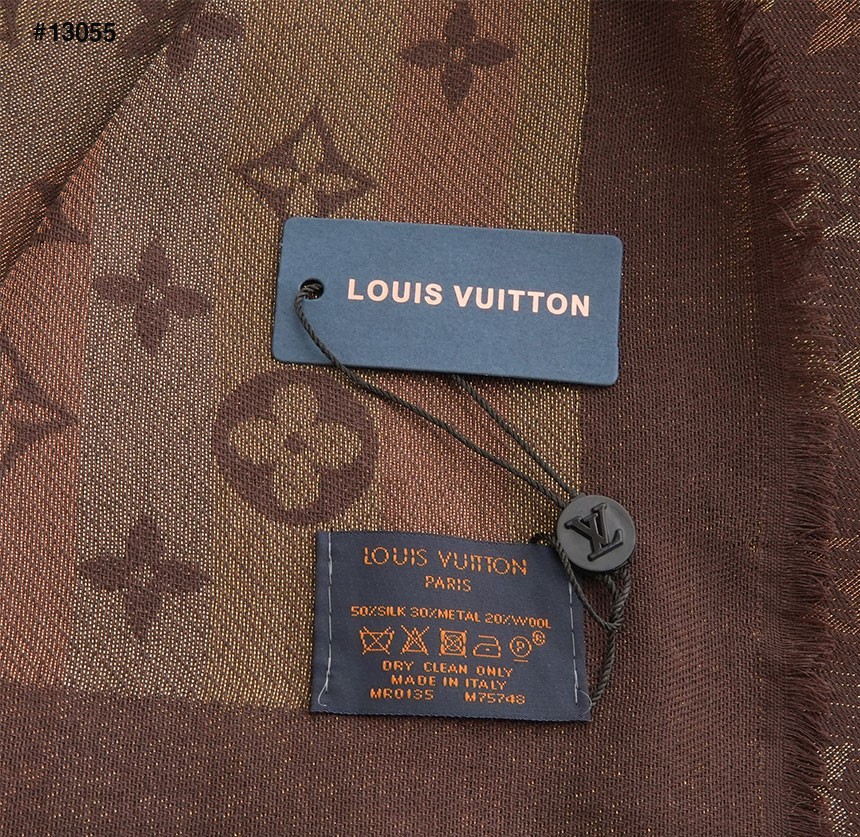 #13055
LOUIS VUITTON
LV
LOUIS VUITTON
PARIS
50%SILK 30%METAL 20%WOOL
P
DRY CLEAN ONLY
MADE IN ITALY
MR0135 M75748